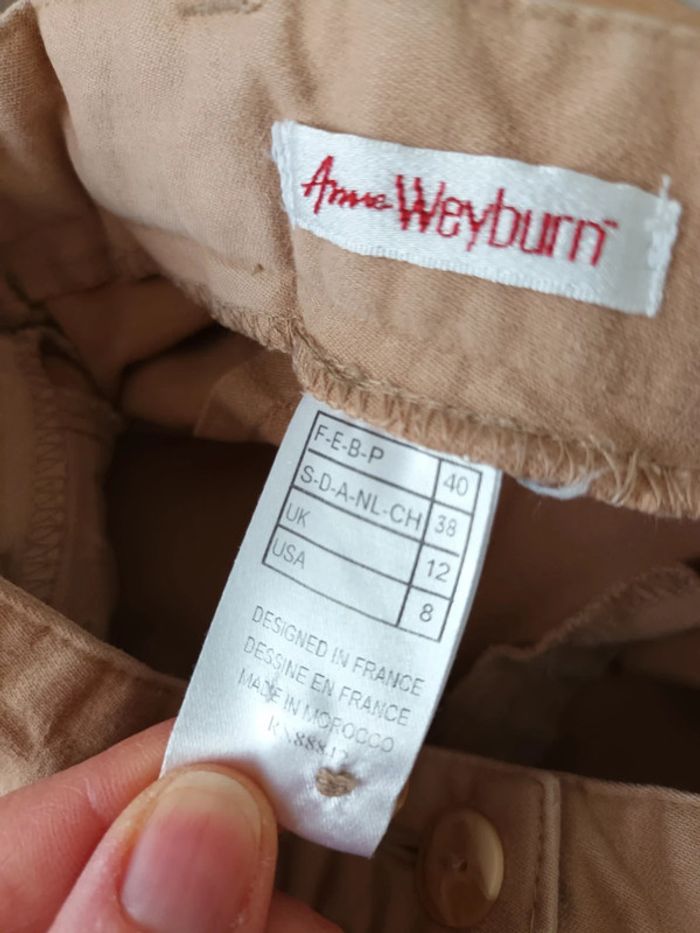 Anne Weyburn
F-E-B-P 40
S-D-A-NL-CH 38
UK 12
USA 8
DESIGNED IN FRANCE
DESSINE EN FRANCE
MADE IN MOROCCO